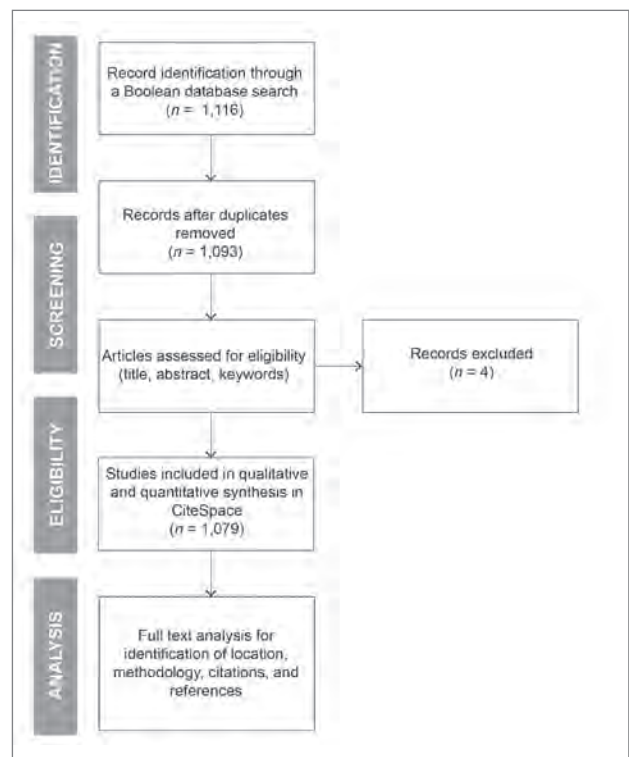 IDENTIFICATION
Record identification through
a Boolean database search
(n = 1,116)
Records after duplicates
removed
(n = 1,093)
SCREENING
Articles assessed for eligibility
(title, abstract, keywords)
Records excluded
(n = 4)
ELIGIBILITY
Studies included in qualitative
and quantitative synthesis in
CiteSpace
(n = 1,079)
ANALYSIS
Full text analysis for
identification of location,
methodology, citations, and
references